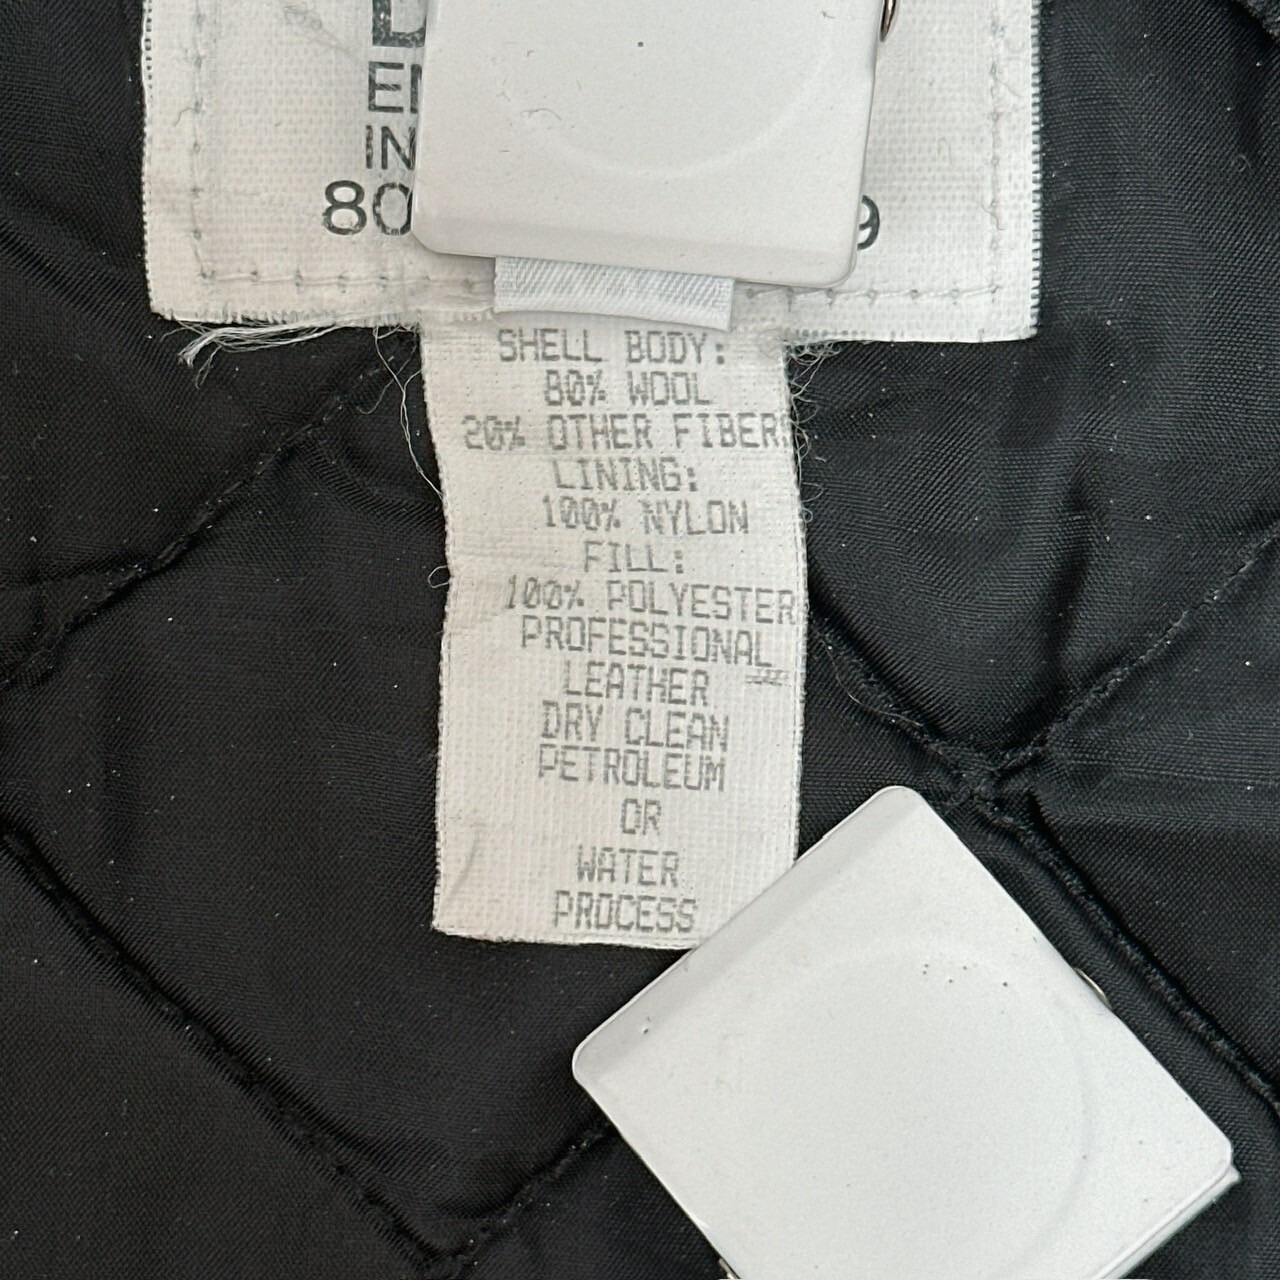 SHELL BODY:
80% WOOL
20% OTHER FIBERS
LINING:
100% NYLON
FILL:
100% POLYESTER
PROFESSIONAL
LEATHER
DRY CLEAN
PETROLEUM
OR
WATER
PROCESS